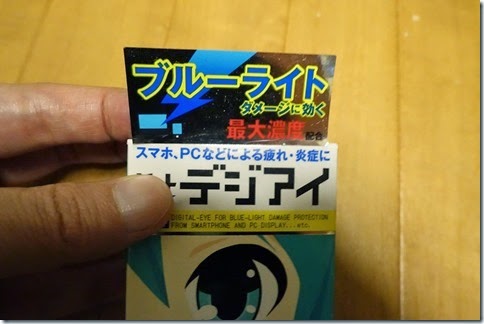 ブルーライト
ダメージに効く
最大濃度配合
スマホ、PCなどによる疲れ・炎症に
デジアイ
DIGITAL-EYE FOR BLUE-LIGHT DAMAGE PROTECTION
FROM SMARTPHONE AND PC DISPLAY...etc.